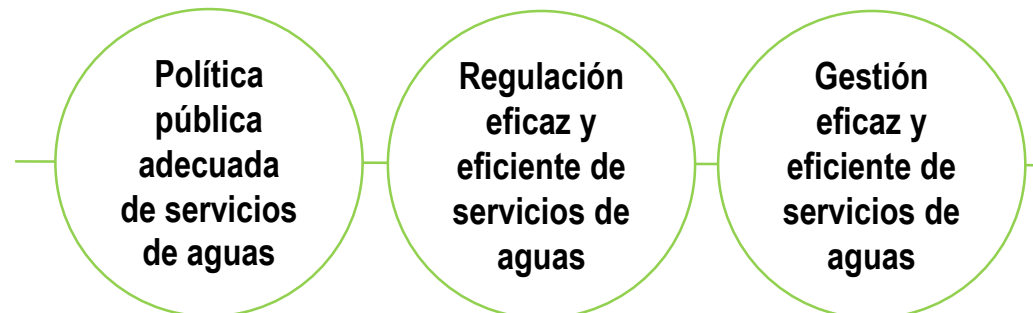 Política
pública
adecuada
de servicios
de aguas
Regulación
eficaz y
eficiente de
servicios de
aguas
Gestión
eficaz y
eficiente de
servicios de
aguas